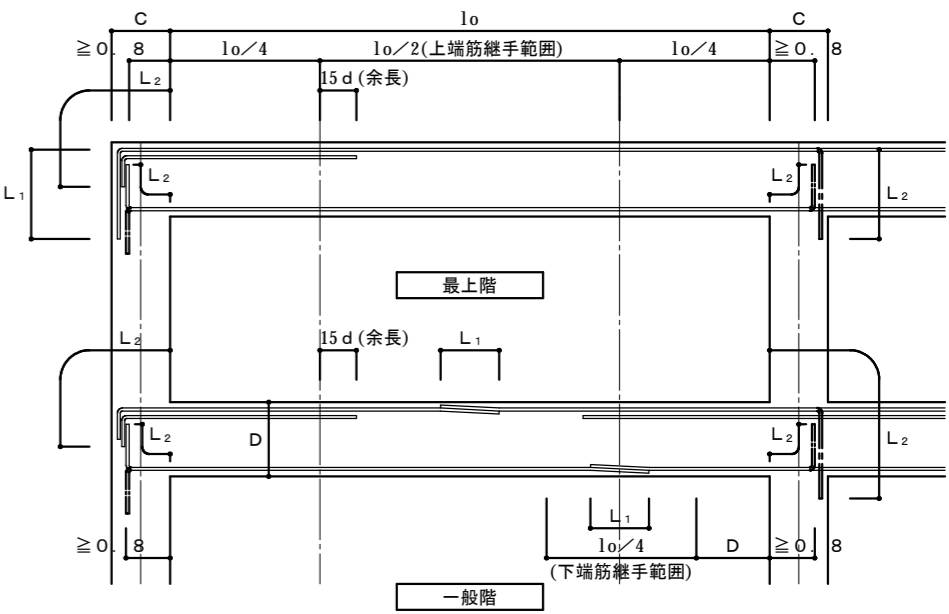 C lo C
≧0.8 lo/4 lo/2(上端筋継手範囲) lo/4 ≧0.8
L₂ 15d(余長)
L₁ L₂ L₂ L₂
最上階
L₂ 15d(余長) L₁
L₂ D L₂ L₂
L₁
≧0.8 lo/4 D ≧0.8
(下端筋継手範囲)
一般階